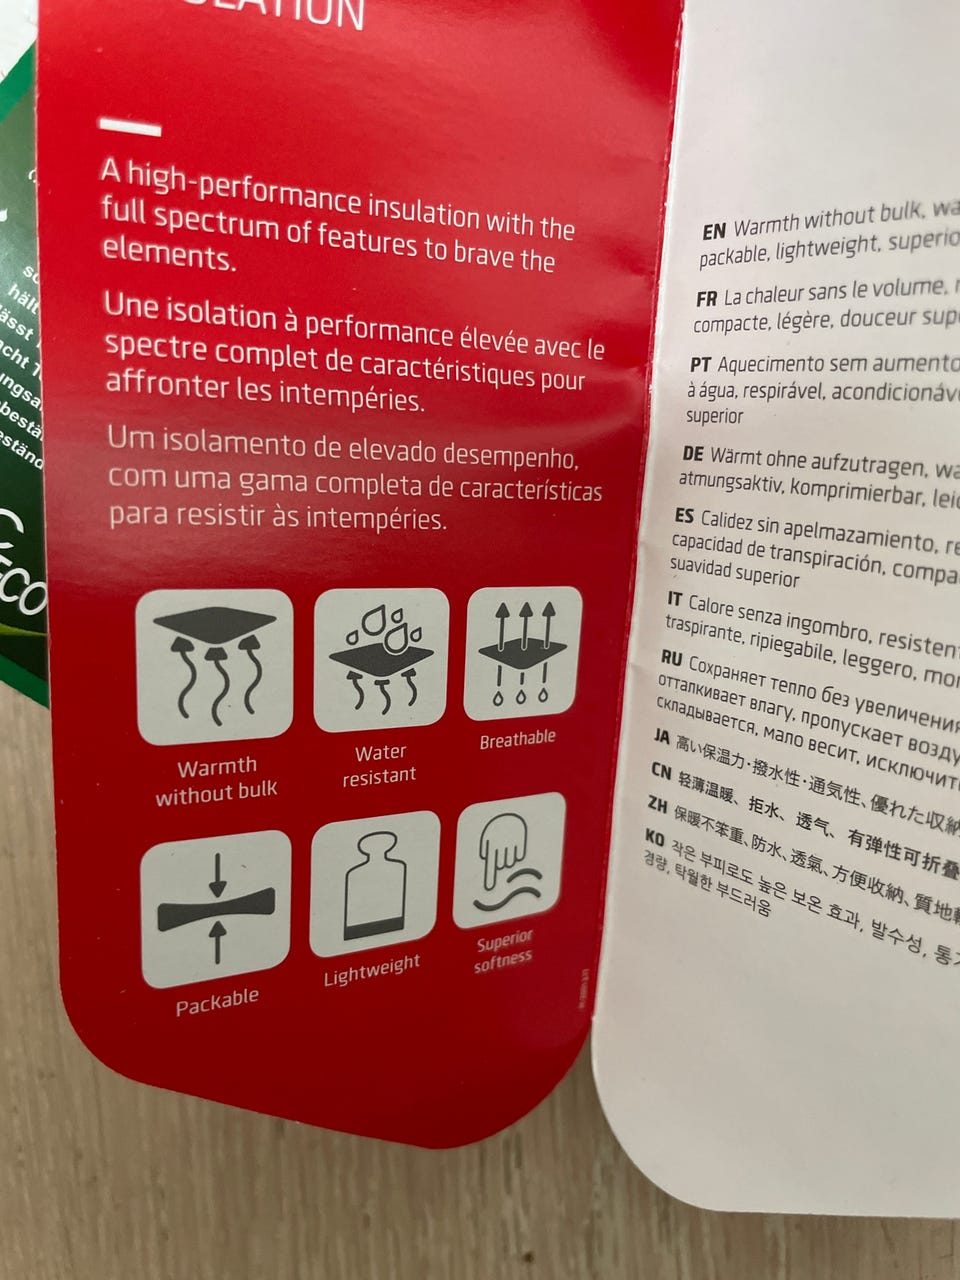 A high-performance insulation with the
full spectrum of features to brave the
elements.
Une isolation à performance élevée avec le
spectre complet de caractéristiques pour
affronter les intempéries.
Um isolamento de elevado desempenho,
com uma gama completa de características
para resistir às intempéries.
Warmth
without bulk
Water
resistant
Breathable
Packable
Lightweight
Superior
softness
EN Warmth without bulk,
packable, lightweight,
FR La chaleur sans le volume,
compacte, légère, douceur
PT Aquecimento sem aumento
à água, respirável,
superior
DE Wärmt ohne aufzutragen,
atmungsaktiv, komprimierbar,
ES Calidez sin apelmazamiento,
capacidad de transpiración,
suavidad superior
IT Calore senza ingombro,
traspirante, ripiegabile, leggero,
RU Сохраняет тепло без увеличения
отталкивает влагу, пропускает
складывается, мало весит,
JA 高い保温力・撥水性・通気性、優れた収納
CN 轻薄温暖、拒水、透气、有弹性可折叠
ZH 保暖不笨重、防水、透氣、方便收納、質地
KO 작은 부피로도 높은 보온 효과, 발수성,
경량, 탁월한 부드러움